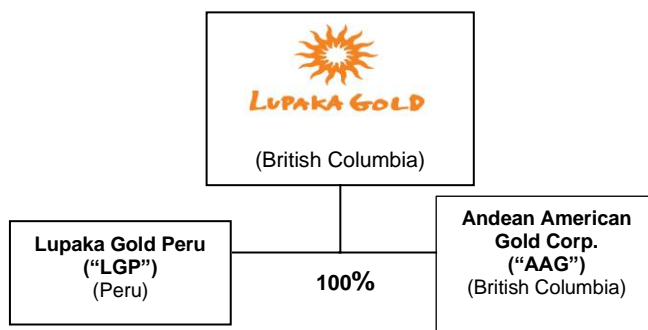 LUPAKA GOLD
(British Columbia)
Lupaka Gold Peru
(“LGP”)
(Peru)
100%
Andean American
Gold Corp.
(“AAG”)
(British Columbia)